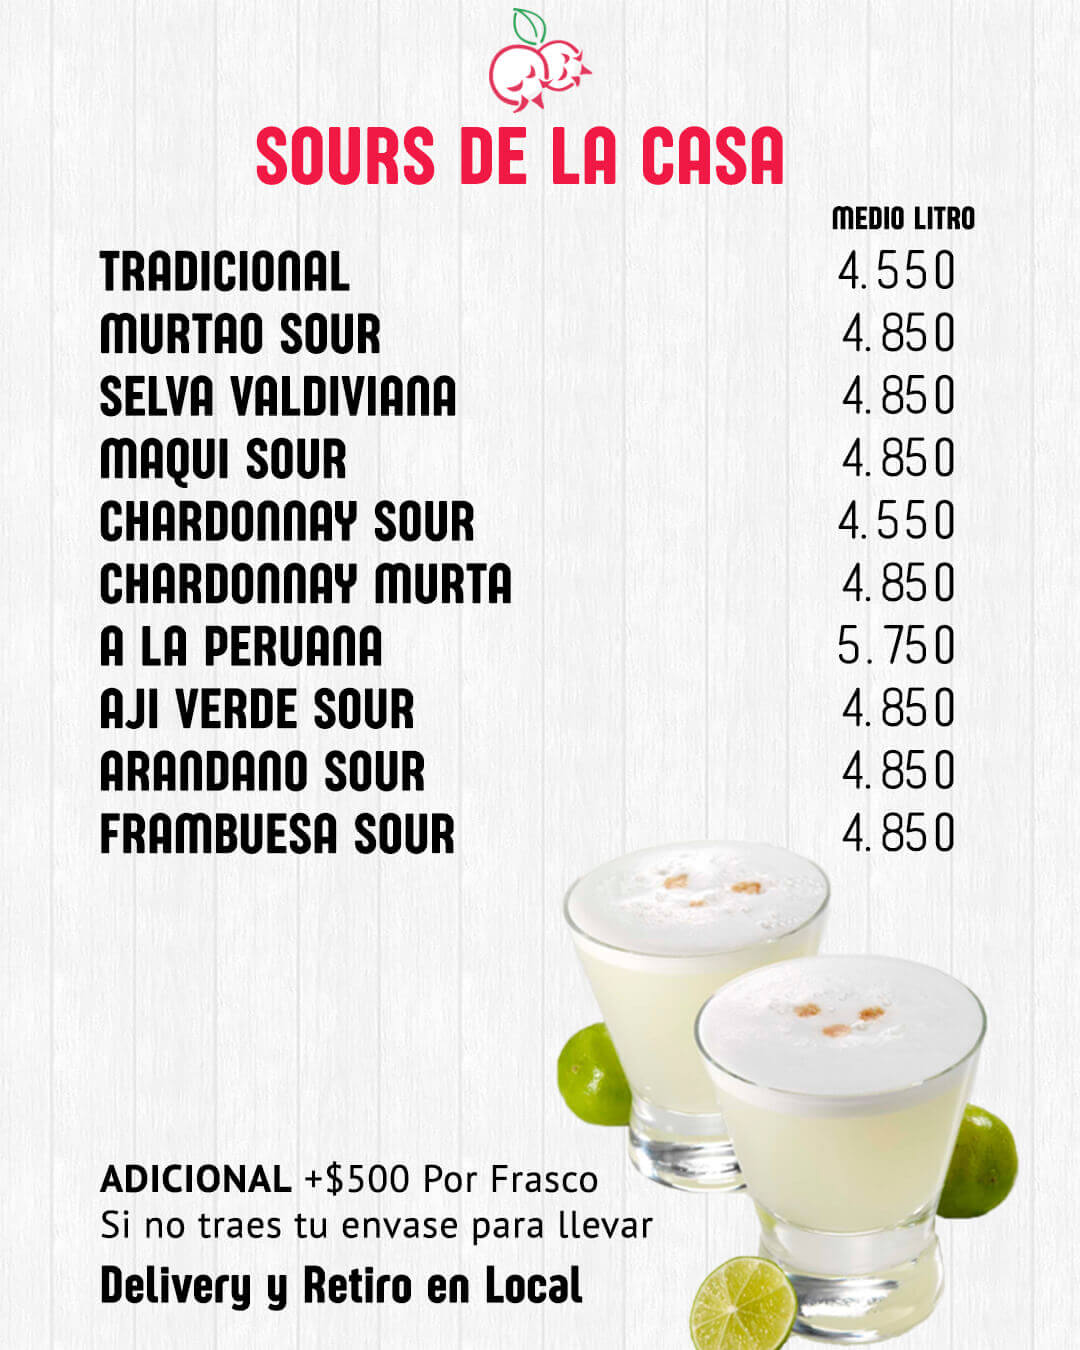 SOURS DE LA CASA
MEDIO LITRO
TRADICIONAL 4.550
MURTAO SOUR 4.850
SELVA VALDIVIANA 4.850
MAQUI SOUR 4.850
CHARDONNAY SOUR 4.550
CHARDONNAY MURTA 4.850
A LA PERUANA 5.750
AJI VERDE SOUR 4.850
ARANDANO SOUR 4.850
FRAMBUESA SOUR 4.850
ADICIONAL +$500 Por Frasco
Si no traes tu envase para llevar
Delivery y Retiro en Local